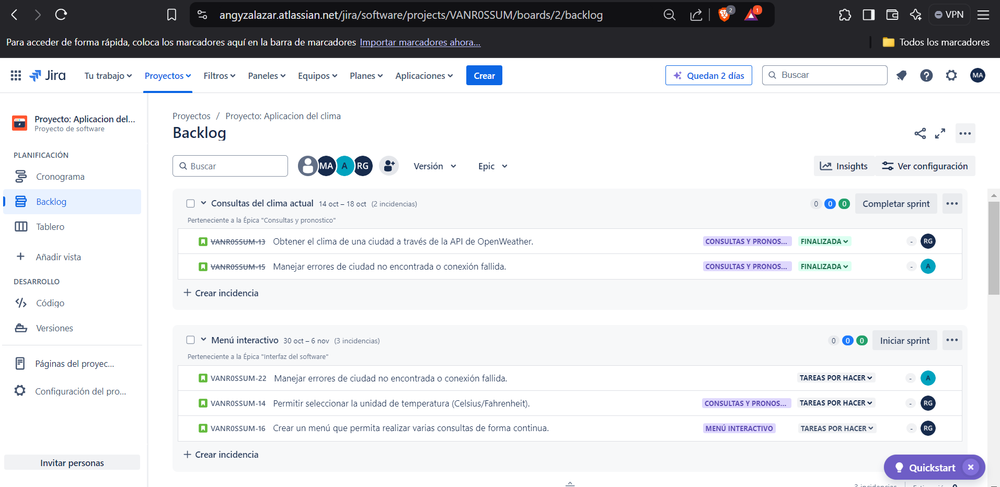 angyzalazar.atlassian.net/jira/software/projects/VANR0SSUM/boards/2/backlog
2
1
VPN
Para acceder de forma rápida, coloca los marcadores aquí en la barra de marcadores Importar marcadores ahora...
Todos los marcadores
Jira
Tu trabajo
Proyectos
Filtros
Paneles
Equipos
Planes
Aplicaciones
Crear
Quedan 2 días
Buscar
MA
Proyecto: Aplicacion del...
Proyecto de software
PLANIFICACIÓN
Cronograma
Backlog
Tablero
Añadir vista
DESARROLLO
Código
Versiones
Páginas del proyec...
Configuración del pro...
Invitar personas
Proyectos / Proyecto: Aplicacion del clima
Backlog
Buscar
MA A RG
Versión
Epic
Insights
Ver configuración
Consultas del clima actual 14 oct – 18 oct (2 incidencias)
0 0 0
Completar sprint
Perteneciente a la Épica "Consultas y pronostico"
VANR0SSUM-13 Obtener el clima de una ciudad a través de la API de OpenWeather. CONSULTAS Y PRONOS... FINALIZADA - RG
VANR0SSUM-15 Manejar errores de ciudad no encontrada o conexión fallida. CONSULTAS Y PRONOS... FINALIZADA - A
+ Crear incidencia
Menú interactivo 30 oct – 6 nov (3 incidencias)
0 0 0
Iniciar sprint
Perteneciente a la Épica "Interfaz del software"
VANR0SSUM-22 Manejar errores de ciudad no encontrada o conexión fallida. TAREAS POR HACER - A
VANR0SSUM-14 Permitir seleccionar la unidad de temperatura (Celsius/Fahrenheit). CONSULTAS Y PRONOS... TAREAS POR HACER - RG
VANR0SSUM-16 Crear un menú que permita realizar varias consultas de forma continua. MENÚ INTERACTIVO TAREAS POR HACER - RG
+ Crear incidencia
Quickstart
3 incidencias